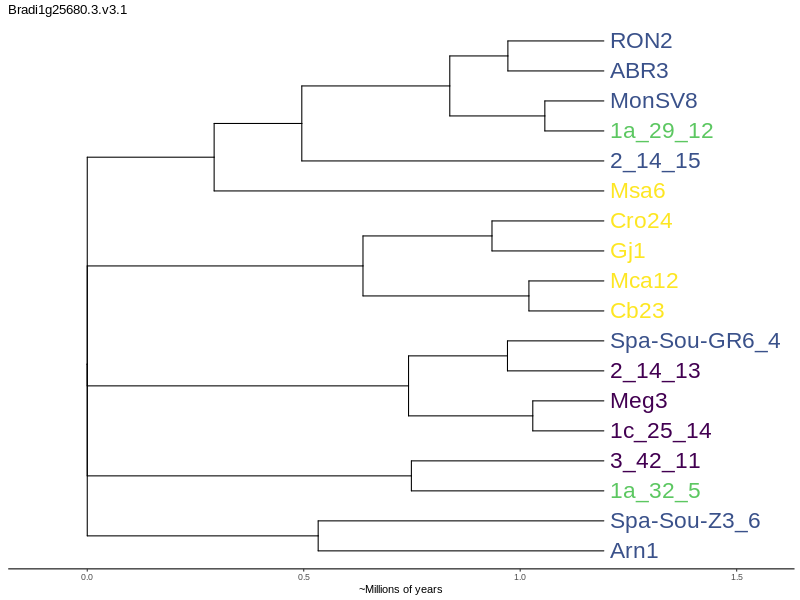 Bradi1g25680.3.v3.1
RON2
ABR3
MonSV8
1a_29_12
2_14_15
Msa6
Cro24
Gj1
Mca12
Cb23
Spa-Sou-GR6_4
2_14_13
Meg3
1c_25_14
3_42_11
1a_32_5
Spa-Sou-Z3_6
Arn1
0.0 0.5 1.0 1.5
~Millions of years